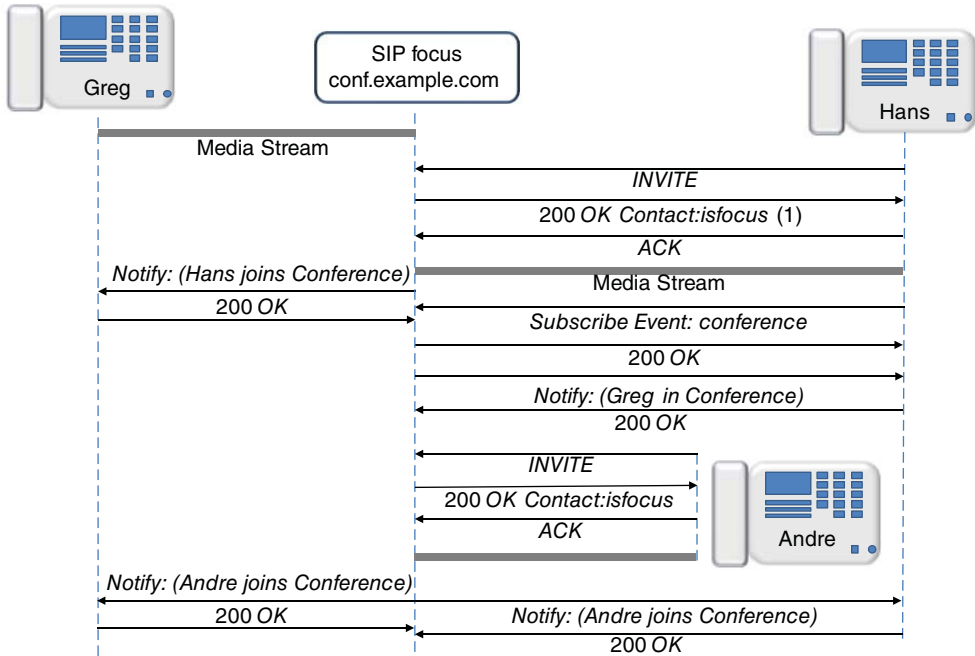 Greg
SIP focus
conf.example.com
Hans
Media Stream
INVITE
200 OK Contact:isfocus (1)
ACK
Notify: (Hans joins Conference)
Media Stream
200 OK
Subscribe Event: conference
200 OK
Notify: (Greg in Conference)
200 OK
INVITE
200 OK Contact:isfocus
ACK
Andre
Notify: (Andre joins Conference)
200 OK
Notify: (Andre joins Conference)
200 OK